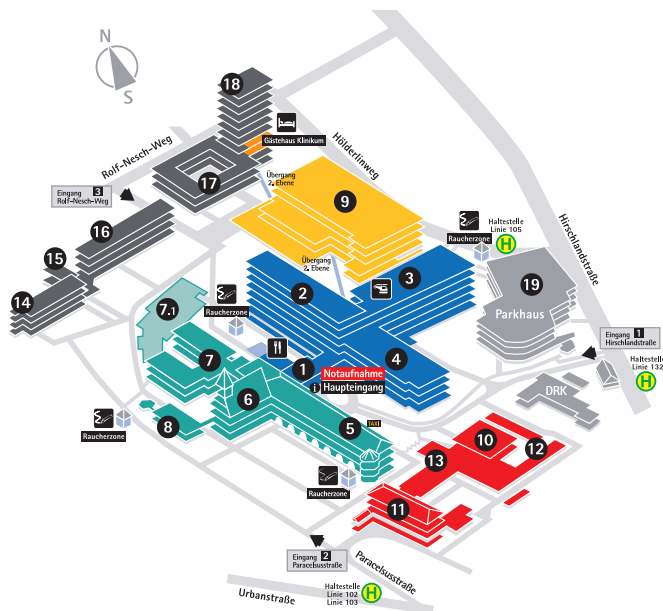 N
S
18
Gästehaus Klinikum
Rolf-Nesch-Weg
Hölderlinweg
17
Übergang
2. Ebene
Eingang 3
Rolf-Nesch-Weg
9
16
Haltestelle
Linie 105
H
Raucherzone
Hirschlandstraße
15
14
Übergang
2. Ebene
3
2
19
Parkhaus
7.1
Raucherzone
Eingang 1
Hirschlandstraße
7
1
4
Notaufnahme
i Haupteingang
Haltestelle
Linie 132
H
DRK
6
8
5
TAXI
Raucherzone
10
12
13
Raucherzone
11
Eingang 2
Paracelsusstraße
Paracelsusstraße
Urbanstraße
Haltestelle
Linie 102
Linie 103
H